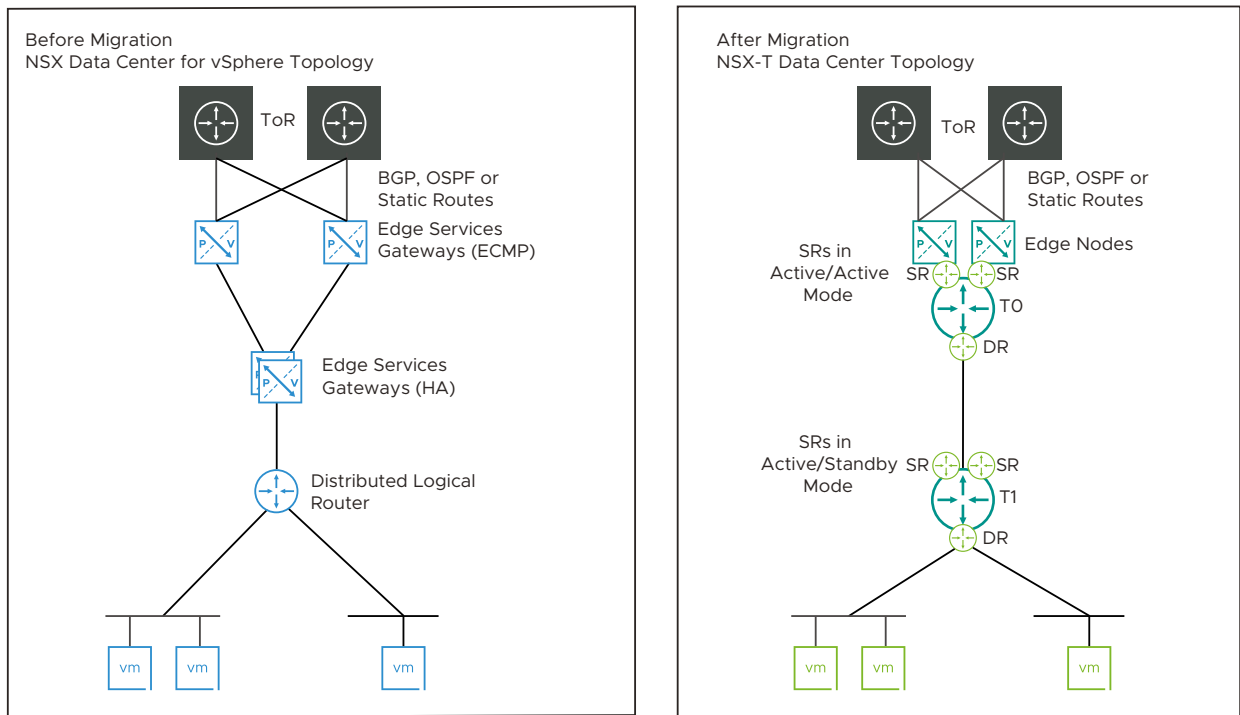 Before Migration
NSX Data Center for vSphere Topology
ToR
BGP, OSPF or
Static Routes
P V
P V
Edge Services
Gateways (ECMP)
P
P V
Edge Services
Gateways (HA)
Distributed Logical
Router
vm
vm
vm
After Migration
NSX-T Data Center Topology
ToR
BGP, OSPF or
Static Routes
P V
P V
Edge Nodes
SRs in
Active/Active
Mode
SR
SR
T0
DR
SRs in
Active/Standby
Mode
SR
SR
T1
DR
vm
vm
vm